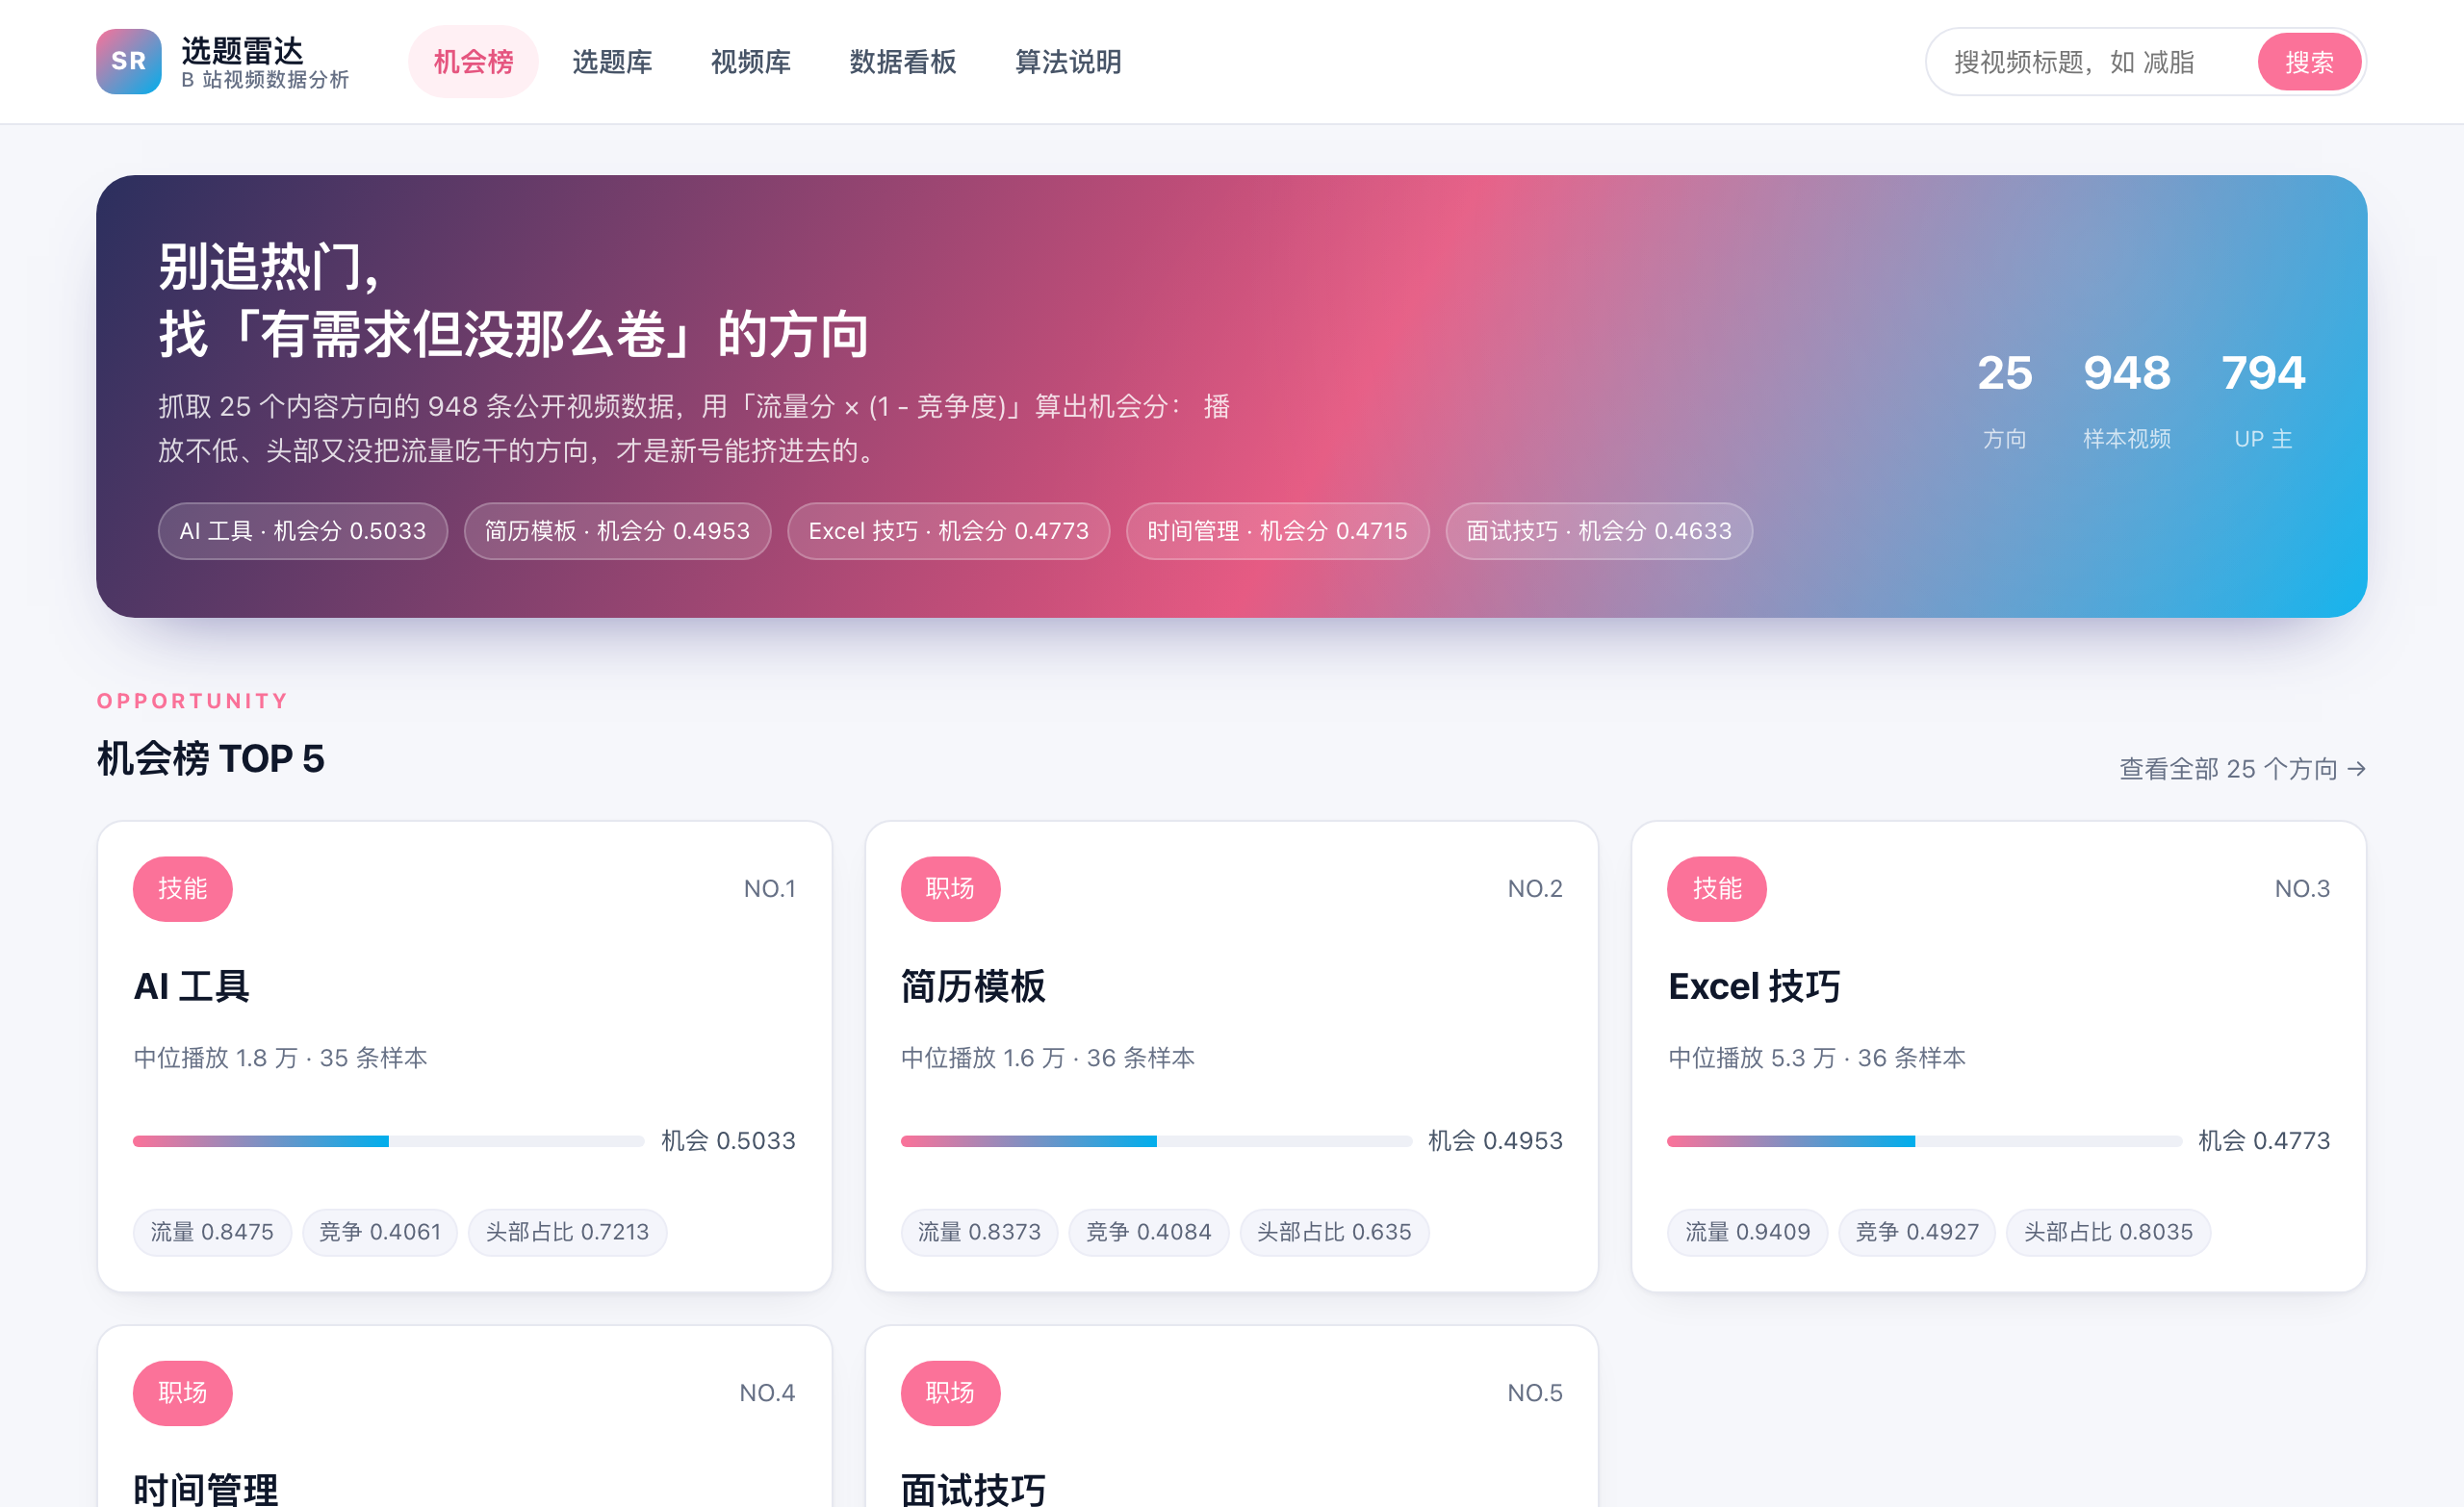 SR
选题雷达
B 站视频数据分析
机会榜
选题库
视频库
数据看板
算法说明
搜视频标题，如 减脂
搜索
别追热门，
找「有需求但没那么卷」的方向
抓取 25 个内容方向的 948 条公开视频数据，用「流量分 × (1 - 竞争度)」算出机会分： 播
放不低、头部又没把流量吃干的方向，才是新号能挤进去的。
25
948
794
方向
样本视频
UP 主
AI 工具 · 机会分 0.5033
简历模板 · 机会分 0.4953
Excel 技巧 · 机会分 0.4773
时间管理 · 机会分 0.4715
面试技巧 · 机会分 0.4633
OPPORTUNITY
机会榜 TOP 5
查看全部 25 个方向 →
技能
NO.1
AI 工具
中位播放 1.8 万 · 35 条样本
机会 0.5033
流量 0.8475
竞争 0.4061
头部占比 0.7213
职场
NO.2
简历模板
中位播放 1.6 万 · 36 条样本
机会 0.4953
流量 0.8373
竞争 0.4084
头部占比 0.635
技能
NO.3
Excel 技巧
中位播放 5.3 万 · 36 条样本
机会 0.4773
流量 0.9409
竞争 0.4927
头部占比 0.8035
职场
NO.4
时间管理
职场
NO.5
面试技巧